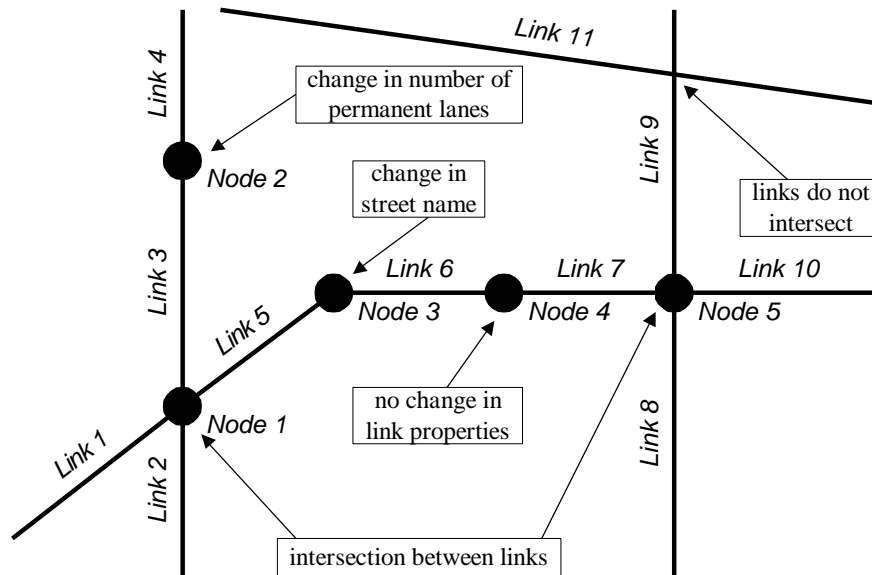 Link 11
Link 4
change in number of
permanent lanes
Node 2
Link 9
change in
street name
links do not
intersect
Link 3
Link 6
Link 7
Link 10
Link 5
Node 3
Node 4
Node 5
no change in
link properties
Link 8
Node 1
Link 1
Link 2
intersection between links